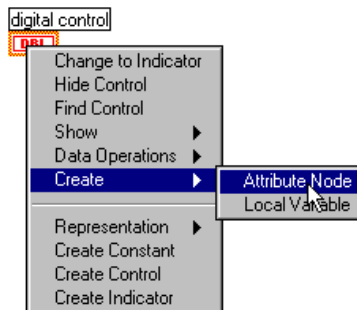 digital control
DBL
Change to Indicator
Hide Control
Find Control
Show
Data Operations
Create
Attribute Node
Local Variable
Representation
Create Constant
Create Control
Create Indicator